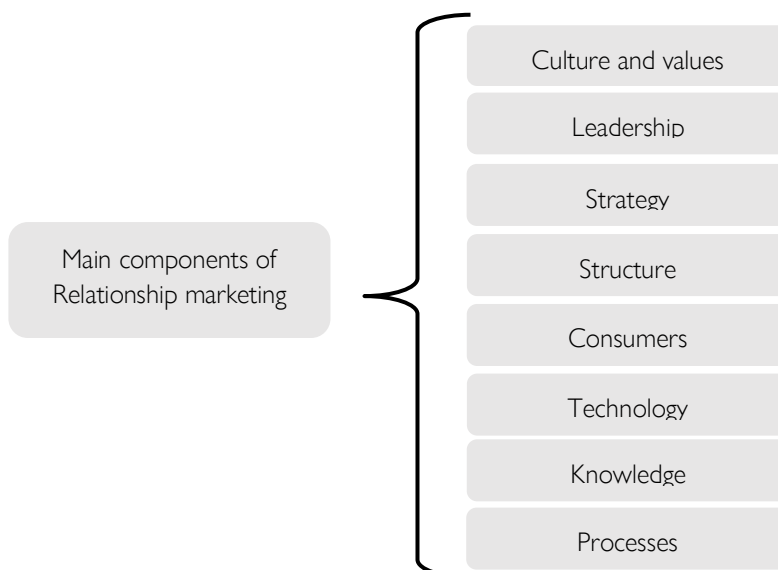 Main components of
Relationship marketing
Culture and values
Leadership
Strategy
Structure
Consumers
Technology
Knowledge
Processes